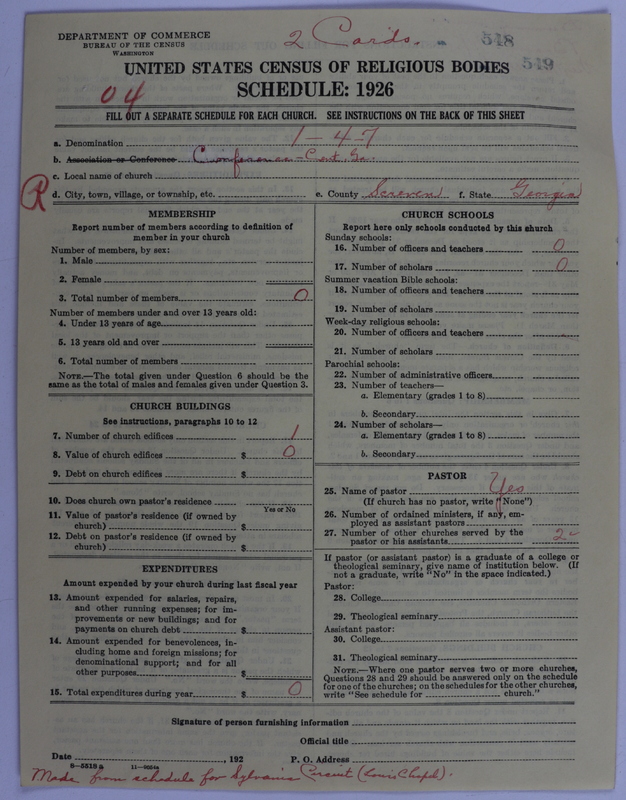 DEPARTMENT OF COMMERCE
BUREAU OF THE CENSUS
WASHINGTON
2 Cards.
548
549
UNITED STATES CENSUS OF RELIGIOUS BODIES
SCHEDULE: 1926
04
FILL OUT A SEPARATE SCHEDULE FOR EACH CHURCH. SEE INSTRUCTIONS ON THE BACK OF THIS SHEET
a. Denomination 1-47
b. Association or Conference Conference - Cent. Ga.
c. Local name of church
R
d. City, town, village, or township, etc. e. County Screven f. State Georgia
MEMBERSHIP
Report number of members according to definition of
member in your church
Number of members, by sex:
1. Male
2. Female
3. Total number of members 0
Number of members under and over 13 years old:
4. Under 13 years of age
5. 13 years old and over
6. Total number of members
NOTE.—The total given under Question 6 should be the
same as the total of males and females given under Question 3.
CHURCH BUILDINGS
See instructions, paragraphs 10 to 12
7. Number of church edifices 1
8. Value of church edifices $ 0
9. Debt on church edifices $
10. Does church own pastor's residence
Yes or No
11. Value of pastor's residence (if owned by
church) $
12. Debt on pastor's residence (if owned by
church) $
EXPENDITURES
Amount expended by your church during last fiscal year
13. Amount expended for salaries, repairs,
and other running expenses; for im-
provements or new buildings; and for
payments on church debt $
14. Amount expended for benevolences, in-
cluding home and foreign missions; for
denominational support; and for all
other purposes $
15. Total expenditures during year $ 0
CHURCH SCHOOLS
Report here only schools conducted by this church
Sunday schools:
16. Number of officers and teachers 0
17. Number of scholars 0
Summer vacation Bible schools:
18. Number of officers and teachers
19. Number of scholars
Week-day religious schools:
20. Number of officers and teachers
21. Number of scholars
Parochial schools:
22. Number of administrative officers
23. Number of teachers—
a. Elementary (grades 1 to 8)
b. Secondary
24. Number of scholars—
a. Elementary (grades 1 to 8)
b. Secondary
PASTOR
25. Name of pastor Yes
(If church has no pastor, write "None")
26. Number of ordained ministers, if any, em-
ployed as assistant pastors
27. Number of other churches served by the
pastor or his assistants 2
If pastor (or assistant pastor) is a graduate of a college or
theological seminary, give name of institution below. (If
not a graduate, write "No" in the space indicated.)
Pastor:
28. College
29. Theological seminary
Assistant pastor:
30. College
31. Theological seminary
NOTE.—Where one pastor serves two or more churches,
Questions 28 and 29 should be answered only on the schedule
for one of the churches; on the schedules for the other churches,
write "See schedule for church."
Signature of person furnishing information
Official title
Date , 192 P. O. Address
8-5518a 11-9054a
Made from schedule for Sylvania Circuit (Louis Chapel).